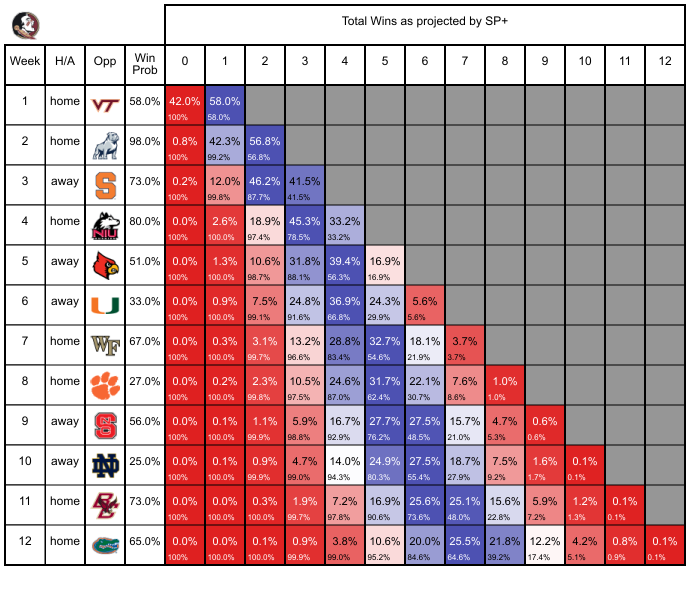 Total Wins as projected by SP+
Week H/A Opp Win Prob 0 1 2 3 4 5 6 7 8 9 10 11 12
1 home VT 58.0% 42.0% 58.0%
100% 58.0%
2 home 98.0% 0.8% 42.3% 56.8%
100% 99.2% 56.8%
3 away S 73.0% 0.2% 12.0% 46.2% 41.5%
100% 99.8% 87.7% 41.5%
4 home NIU 80.0% 0.0% 2.6% 18.9% 45.3% 33.2%
100% 100.0% 97.4% 78.5% 33.2%
5 away 51.0% 0.0% 1.3% 10.6% 31.8% 39.4% 16.9%
100% 100.0% 98.7% 88.1% 56.3% 16.9%
6 away U 33.0% 0.0% 0.9% 7.5% 24.8% 36.9% 24.3% 5.6%
100% 100.0% 99.1% 91.6% 66.8% 29.9% 5.6%
7 home WF 67.0% 0.0% 0.3% 3.1% 13.2% 28.8% 32.7% 18.1% 3.7%
100% 100.0% 99.7% 96.6% 83.4% 54.6% 21.9% 3.7%
8 home 27.0% 0.0% 0.2% 2.3% 10.5% 24.6% 31.7% 22.1% 7.6% 1.0%
100% 100.0% 99.8% 97.5% 87.0% 62.4% 30.7% 8.6% 1.0%
9 away S 56.0% 0.0% 0.1% 1.1% 5.9% 16.7% 27.7% 27.5% 15.7% 4.7% 0.6%
100% 100.0% 99.9% 98.8% 92.9% 76.2% 48.5% 21.0% 5.3% 0.6%
10 away ND 25.0% 0.0% 0.1% 0.9% 4.7% 14.0% 24.9% 27.5% 18.7% 7.5% 1.6% 0.1%
100% 100.0% 99.9% 99.0% 94.3% 80.3% 55.4% 27.9% 9.2% 1.7% 0.1%
11 home BC 73.0% 0.0% 0.0% 0.3% 1.9% 7.2% 16.9% 25.6% 25.1% 15.6% 5.9% 1.2% 0.1%
100% 100.0% 100.0% 99.7% 97.8% 90.6% 73.6% 48.0% 22.8% 7.2% 1.3% 0.1%
12 home 65.0% 0.0% 0.0% 0.1% 0.9% 3.8% 10.6% 20.0% 25.5% 21.8% 12.2% 4.2% 0.8% 0.1%
100% 100.0% 100.0% 99.9% 99.0% 95.2% 84.6% 64.6% 39.2% 17.4% 5.1% 0.9% 0.1%